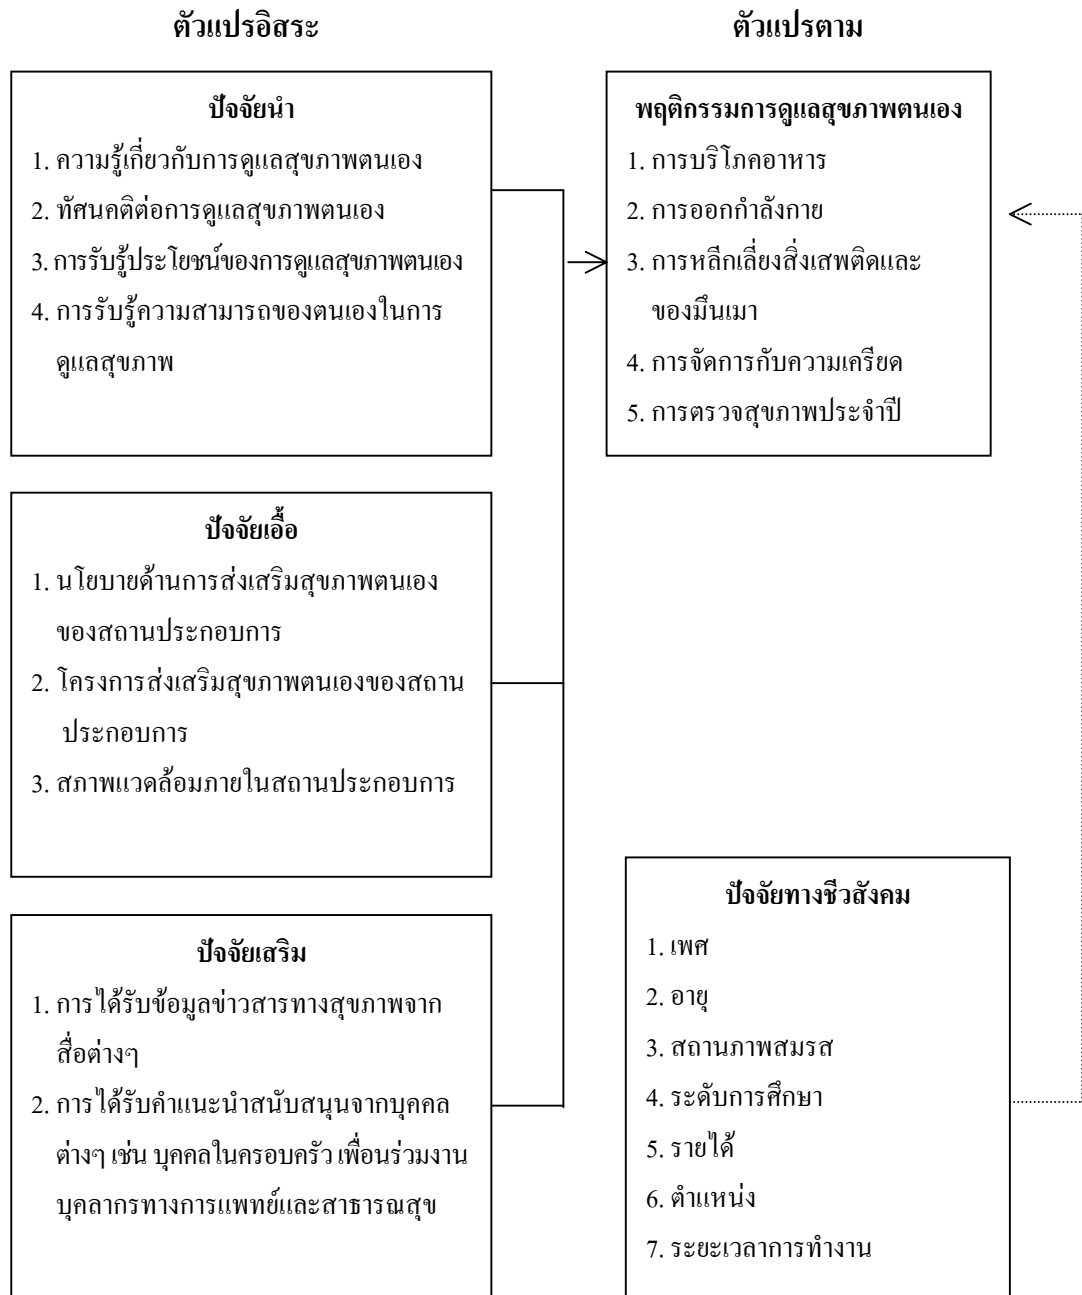 ตัวแปรอิสระ
ตัวแปรตาม
ปัจจัยนำ
1. ความรู้เกี่ยวกับการดูแลสุขภาพตนเอง
2. ทัศนคติต่อการดูแลสุขภาพตนเอง
3. การรับรู้ประโยชน์ของการดูแลสุขภาพตนเอง
4. การรับรู้ความสามารถของตนเองในการ
ดูแลสุขภาพ
พฤติกรรมการดูแลสุขภาพตนเอง
1. การบริโภคอาหาร
2. การออกกำลังกาย
3. การหลีกเลี่ยงสิ่งเสพติดและ
ของมึนเมา
4. การจัดการกับความเครียด
5. การตรวจสุขภาพประจำปี
ปัจจัยเอื้อ
1. นโยบายด้านการส่งเสริมสุขภาพตนเอง
ของสถานประกอบการ
2. โครงการส่งเสริมสุขภาพตนเองของสถาน
ประกอบการ
3. สภาพแวดล้อมภายในสถานประกอบการ
ปัจจัยเสริม
1. การได้รับข้อมูลข่าวสารทางสุขภาพจาก
สื่อต่างๆ
2. การได้รับคำแนะนำสนับสนุนจากบุคคล
ต่างๆ เช่น บุคคลในครอบครัว เพื่อนร่วมงาน
บุคลากรทางการแพทย์และสาธารณสุข
ปัจจัยทางชีวสังคม
1. เพศ
2. อายุ
3. สถานภาพสมรส
4. ระดับการศึกษา
5. รายได้
6. ตำแหน่ง
7. ระยะเวลาการทำงาน